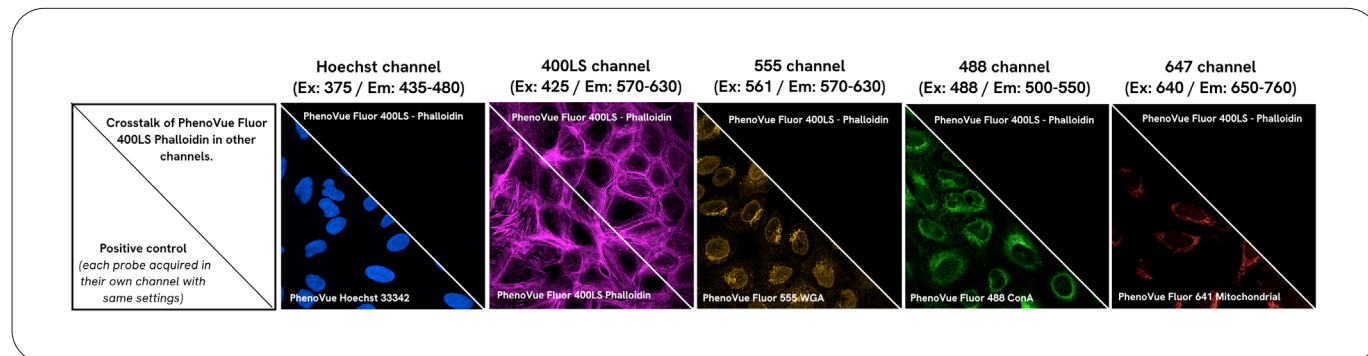 Hoechst channel
(Ex: 375 / Em: 435-480)
400LS channel
(Ex: 425 / Em: 570-630)
555 channel
(Ex: 561 / Em: 570-630)
488 channel
(Ex: 488 / Em: 500-550)
647 channel
(Ex: 640 / Em: 650-760)
Crosstalk of PhenoVue Fluor
400LS Phalloidin in other
channels.
Positive control
(each probe acquired in
their own channel with
same settings)
PhenoVue Fluor 400LS - Phalloidin
PhenoVue Hoechst 33342
PhenoVue Fluor 400LS - Phalloidin
PhenoVue Fluor 400LS Phalloidin
PhenoVue Fluor 400LS - Phalloidin
PhenoVue Fluor 555 WGA
PhenoVue Fluor 400LS - Phalloidin
PhenoVue Fluor 488 ConA
PhenoVue Fluor 400LS - Phalloidin
PhenoVue Fluor 641 Mitochondrial